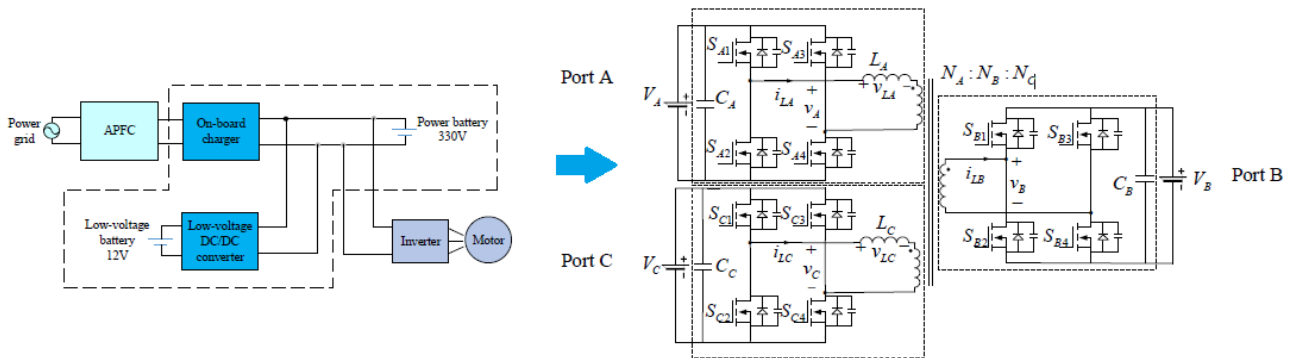 Power
grid
APFC
On-board
charger
Power battery
330V
Low-voltage
battery
12V
Low-voltage
DC/DC
converter
Inverter
Motor
Port A
V_A
C_A
S_A1
S_A3
S_A2
S_A4
i_LA
+
v_A
−
L_A
+ v_LA −
N_A : N_B : N_C
Port C
V_C
C_C
S_C1
S_C3
S_C2
S_C4
i_LC
+
v_C
−
L_C
+ v_LC −
S_B1
S_B3
i_LB
+
v_B
−
S_B2
S_B4
C_B
V_B
Port B